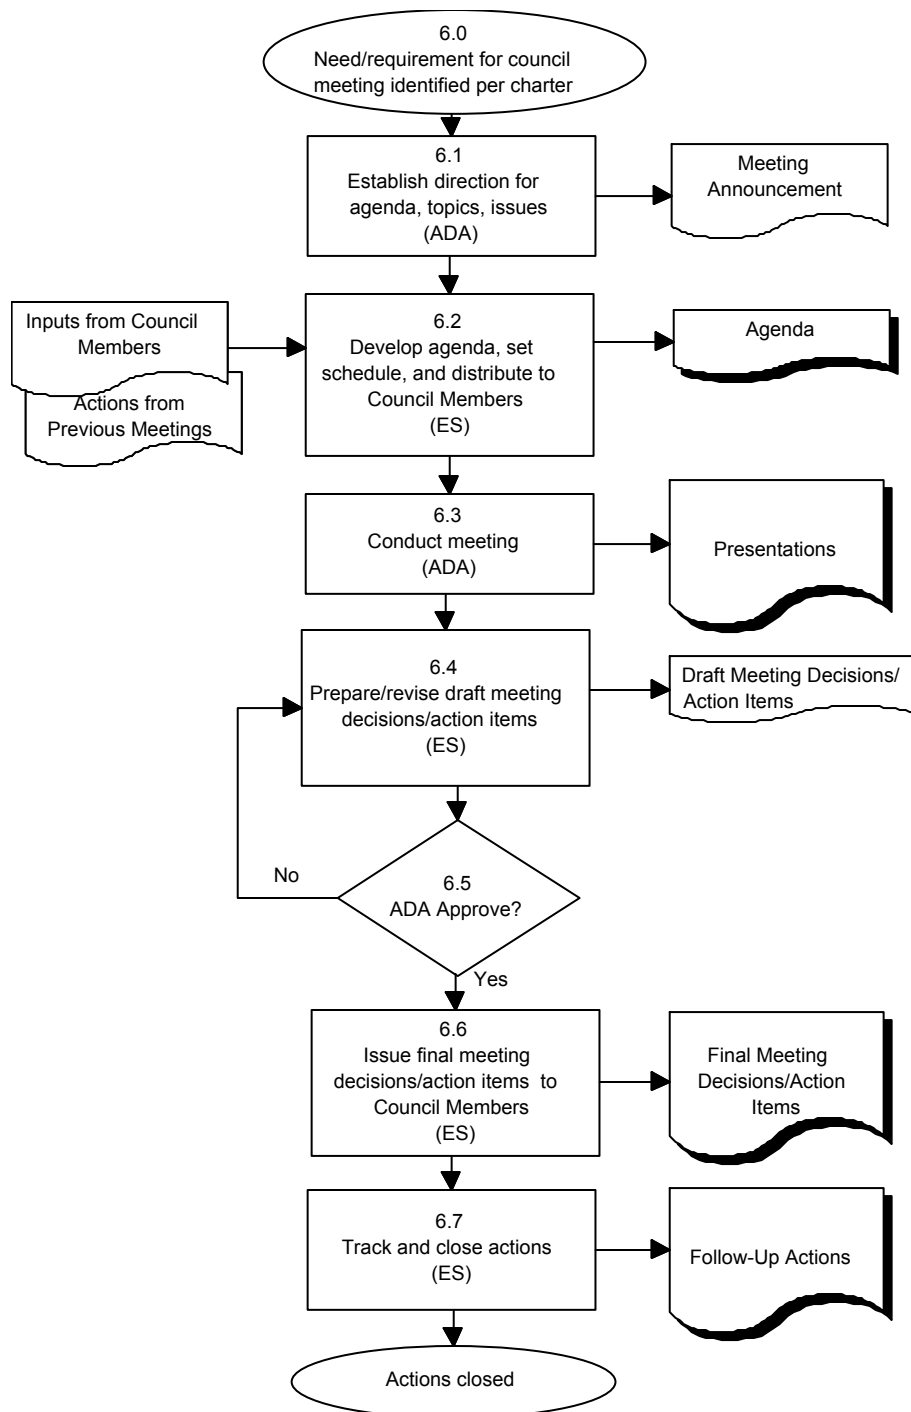 6.0
Need/requirement for council
meeting identified per charter
6.1
Establish direction for
agenda, topics, issues
(ADA)
Meeting
Announcement
Inputs from Council
Members
Actions from
Previous Meetings
6.2
Develop agenda, set
schedule, and distribute to
Council Members
(ES)
Agenda
6.3
Conduct meeting
(ADA)
Presentations
6.4
Prepare/revise draft meeting
decisions/action items
(ES)
Draft Meeting Decisions/
Action Items
No
6.5
ADA Approve?
Yes
6.6
Issue final meeting
decisions/action items to
Council Members
(ES)
Final Meeting
Decisions/Action
Items
6.7
Track and close actions
(ES)
Follow-Up Actions
Actions closed